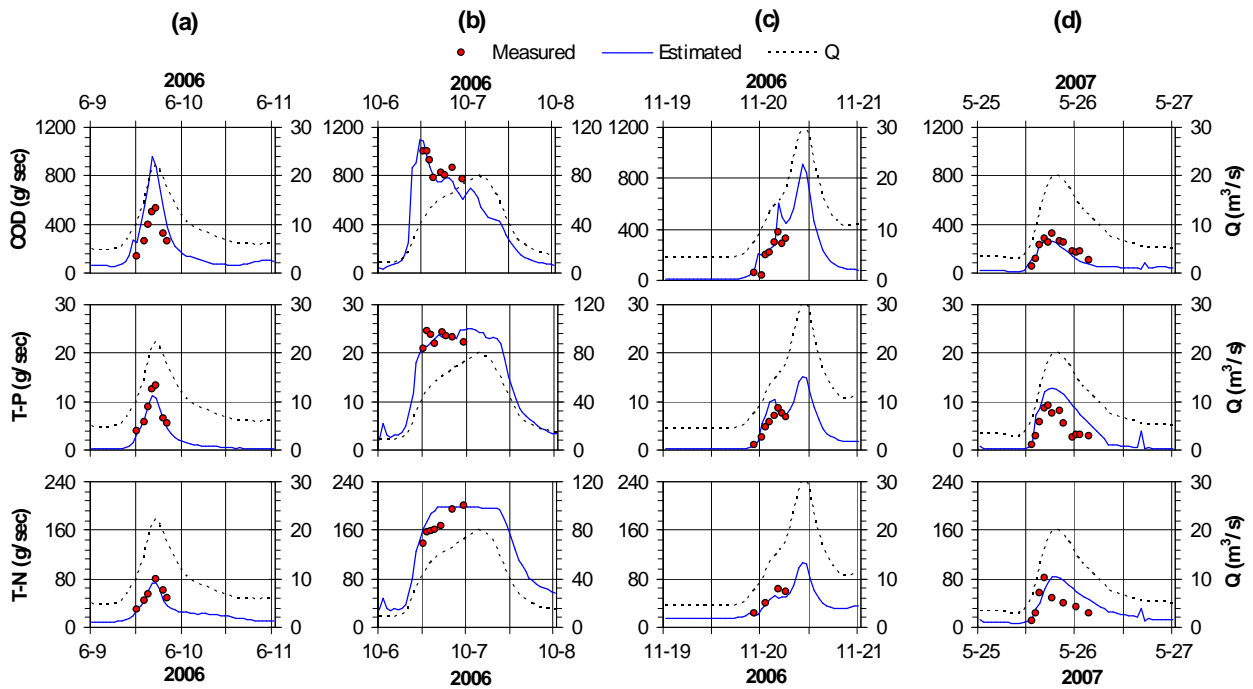 (a) (b) (c) (d)
Measured Estimated Q
2006 2006 2006 2007
6-9 6-10 6-11 10-6 10-7 10-8 11-19 11-20 11-21 5-25 5-26 5-27
COD (g/sec)
1200 30 1200 120 1200 30 1200 30
800 20 800 80 800 20 800 20
400 10 400 40 400 10 400 10
0 0 0 0 0 0 0 0
Q (m³/s)
T-P (g/sec)
30 30 30 120 30 30 30 30
20 20 20 80 20 20 20 20
10 10 10 40 10 10 10 10
0 0 0 0 0 0 0 0
Q (m³/s)
T-N (g/sec)
240 30 240 120 240 30 240 30
160 20 160 80 160 20 160 20
80 10 80 40 80 10 80 10
0 0 0 0 0 0 0 0
Q (m³/s)
6-9 6-10 6-11 10-6 10-7 10-8 11-19 11-20 11-21 5-25 5-26 5-27
2006 2006 2006 2007